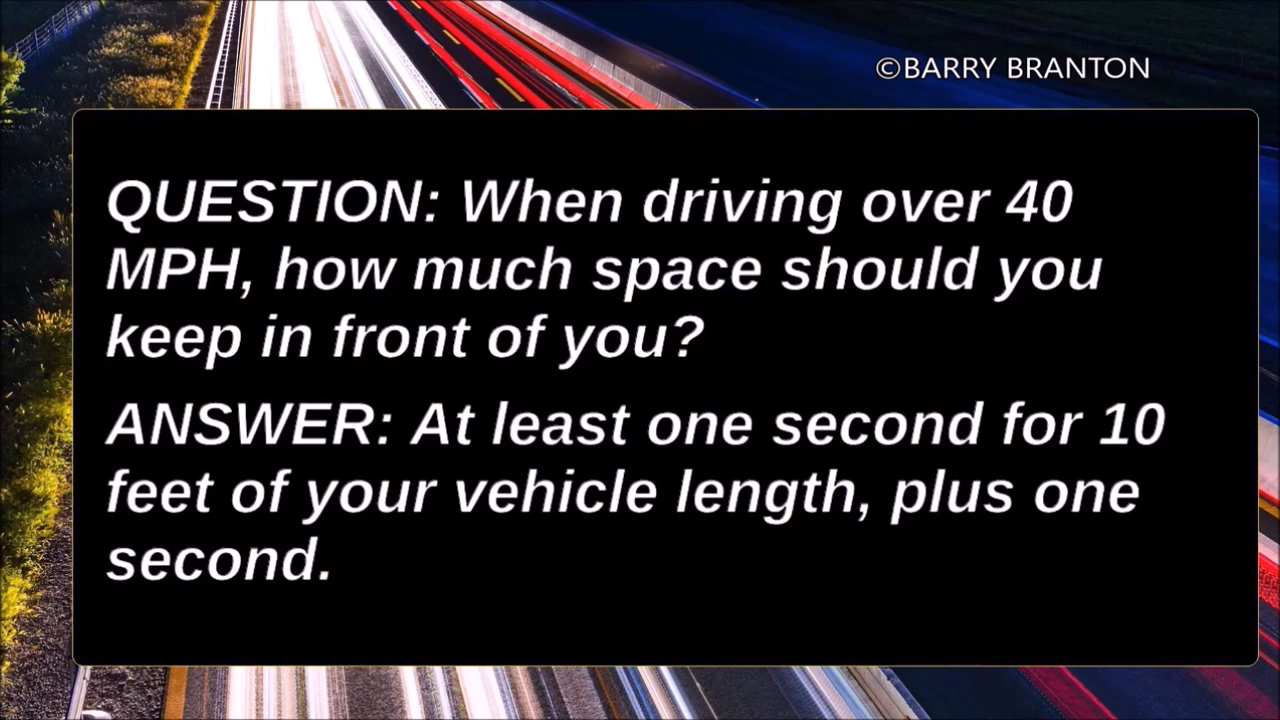 ©BARRY BRANTON
QUESTION: When driving over 40
MPH, how much space should you
keep in front of you?
ANSWER: At least one second for 10
feet of your vehicle length, plus one
second.